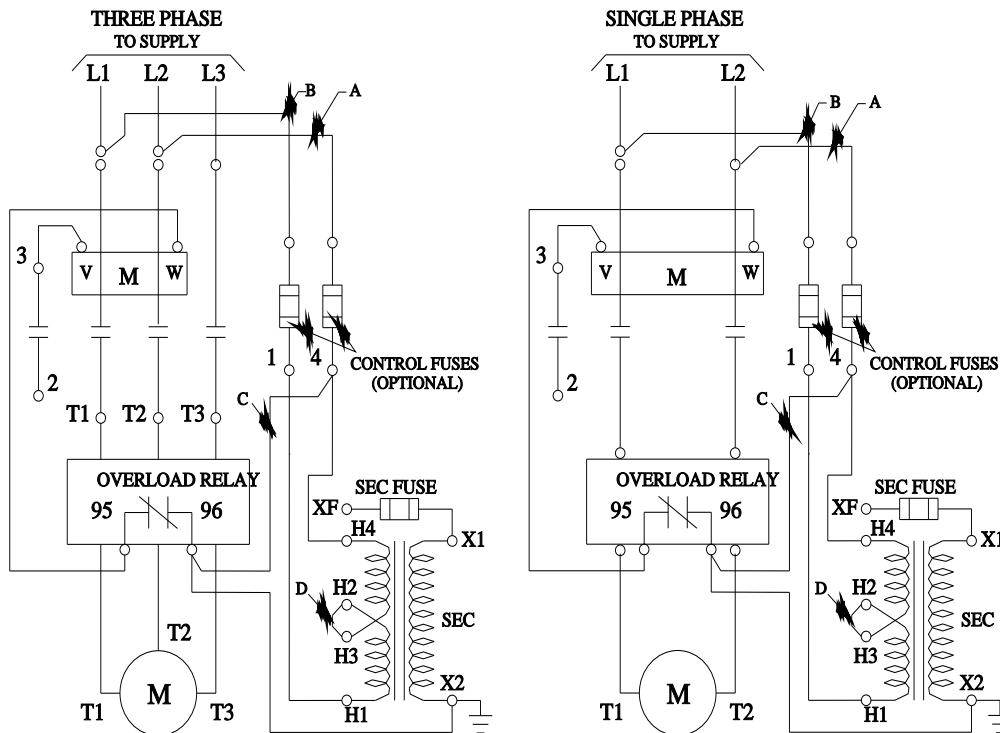 THREE PHASE
TO SUPPLY
L1 L2 L3
B A
3
V M W
2
1 4
CONTROL FUSES
(OPTIONAL)
C
T1 T2 T3
OVERLOAD RELAY
95 96
SEC FUSE
XF
H4
X1
D
H2
SEC
H3
T2
X2
T1 M T3
H1
SINGLE PHASE
TO SUPPLY
L1 L2
B A
3
V M W
2
1 4
CONTROL FUSES
(OPTIONAL)
C
OVERLOAD RELAY
95 96
SEC FUSE
XF
H4
X1
D
H2
SEC
H3
X2
T1 M T2
H1